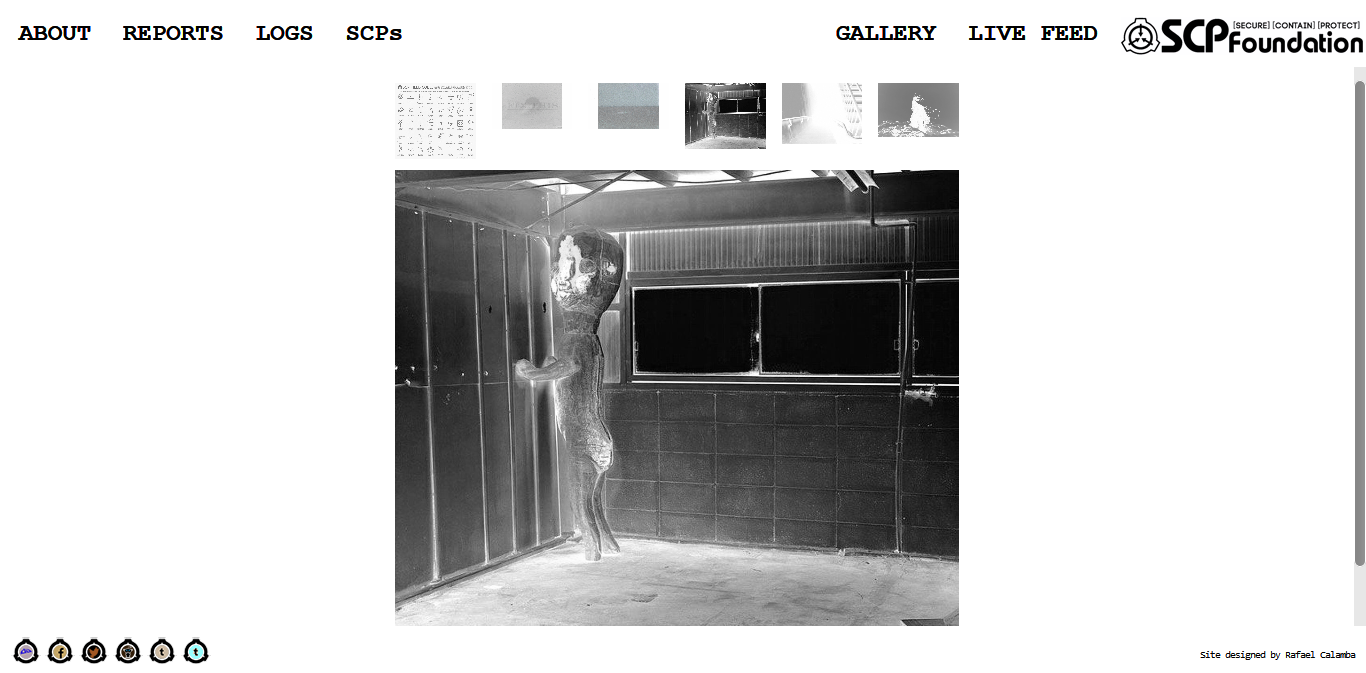 ABOUT REPORTS LOGS SCPs
GALLERY LIVE FEED
[SECURE] [CONTAIN] [PROTECT]
SCP Foundation
Site designed by Rafael Calamba